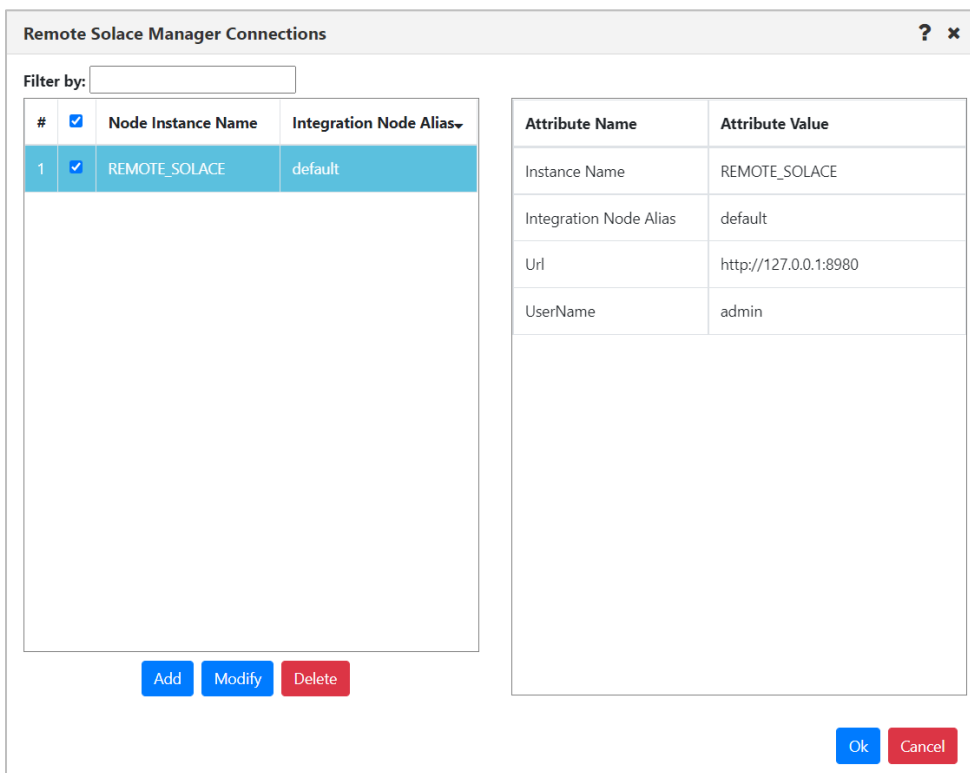 Remote Solace Manager Connections ? ×
Filter by:
# Node Instance Name Integration Node Alias
1 REMOTE_SOLACE default
Attribute Name Attribute Value
Instance Name REMOTE_SOLACE
Integration Node Alias default
Url http://127.0.0.1:8980
UserName admin
Add Modify Delete
Ok Cancel